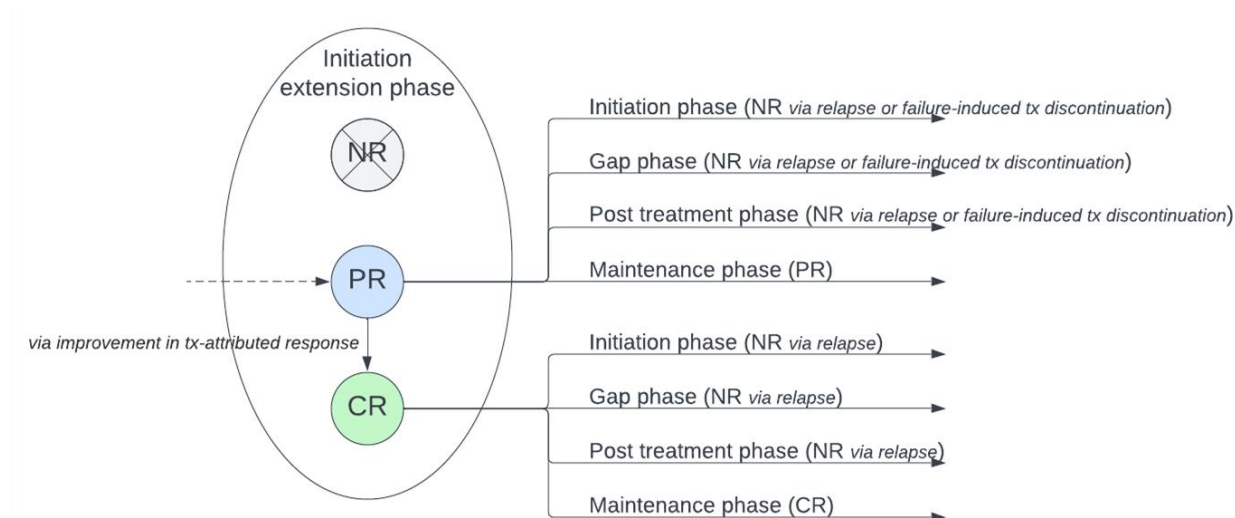 Initiation
extension phase
NR
PR
via improvement in tx-attributed response
CR
Initiation phase (NR via relapse or failure-induced tx discontinuation)
Gap phase (NR via relapse or failure-induced tx discontinuation)
Post treatment phase (NR via relapse or failure-induced tx discontinuation)
Maintenance phase (PR)
Initiation phase (NR via relapse)
Gap phase (NR via relapse)
Post treatment phase (NR via relapse)
Maintenance phase (CR)